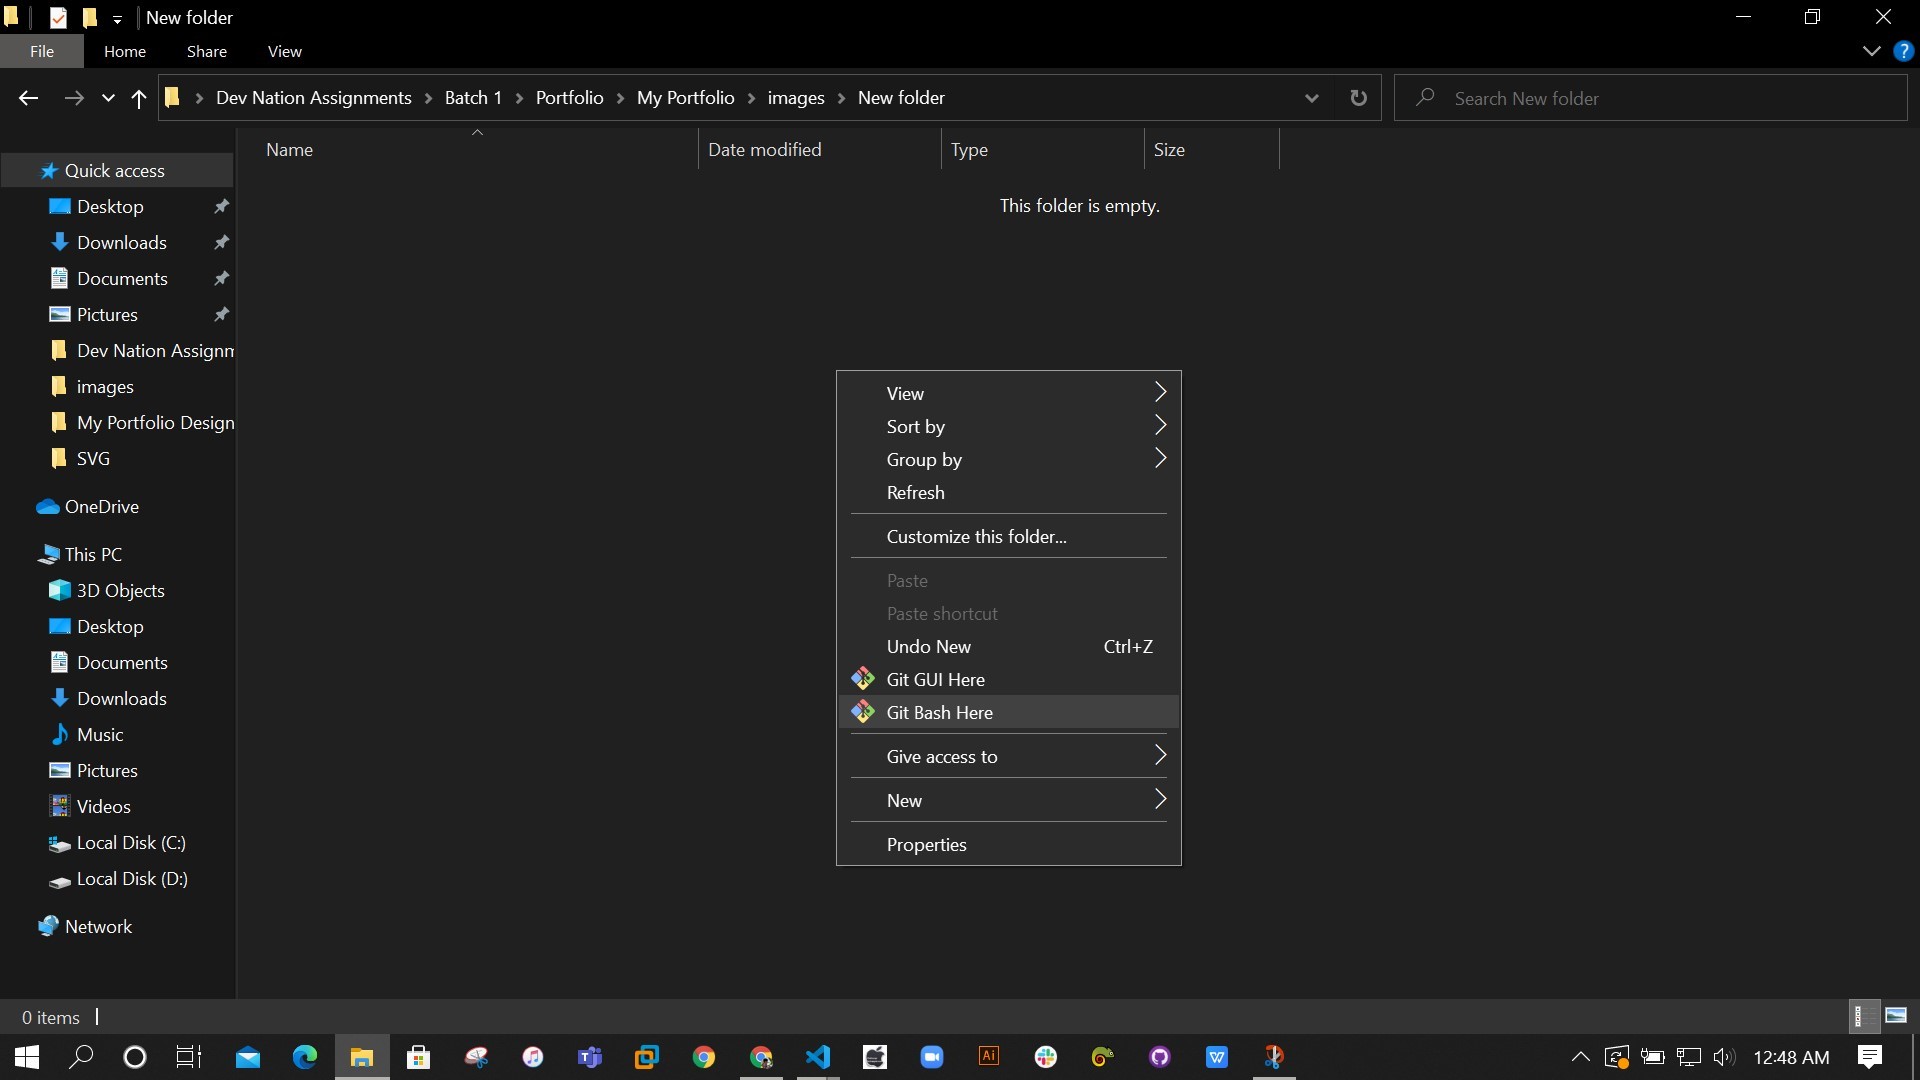 New folder
File Home Share View
Dev Nation Assignments Batch 1 Portfolio My Portfolio images New folder
Search New folder
Name Date modified Type Size
This folder is empty.
Quick access
Desktop
Downloads
Documents
Pictures
Dev Nation Assignm
images
My Portfolio Design
SVG
OneDrive
This PC
3D Objects
Desktop
Documents
Downloads
Music
Pictures
Videos
Local Disk (C:)
Local Disk (D:)
Network
View
Sort by
Group by
Refresh
Customize this folder...
Paste
Paste shortcut
Undo New Ctrl+Z
Git GUI Here
Git Bash Here
Give access to
New
Properties
0 items
Ai
12:48 AM